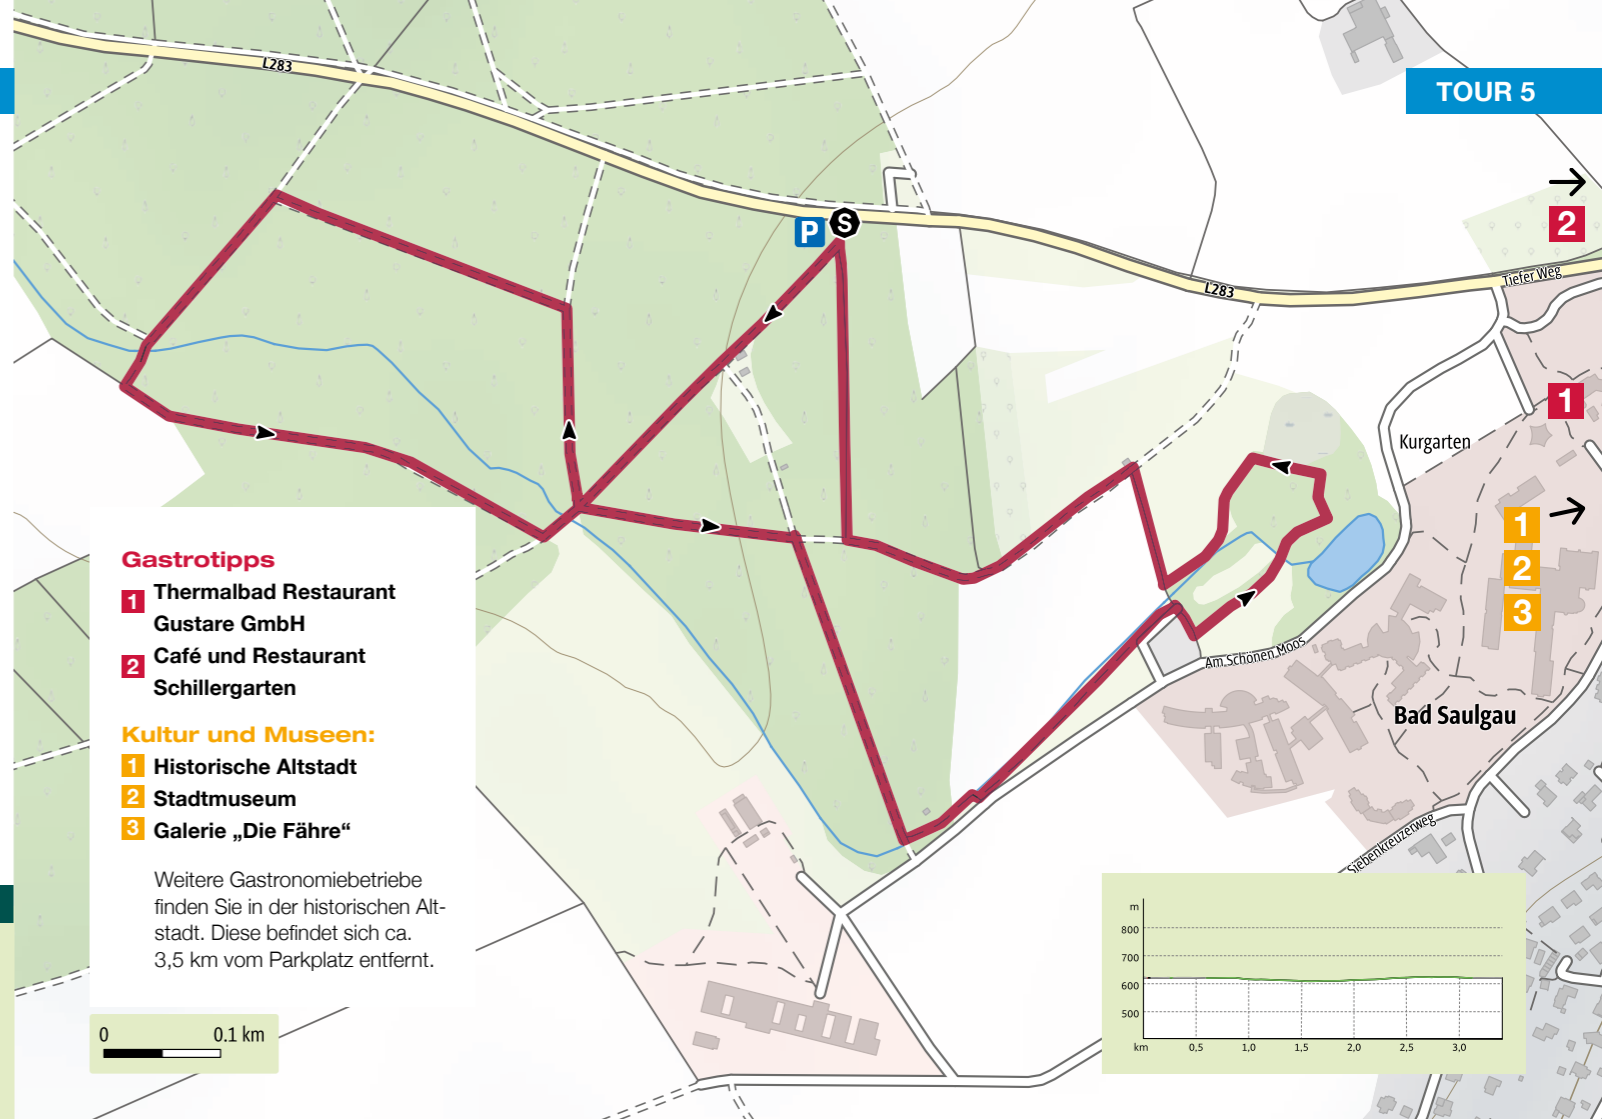 L283
TOUR 5
2
P
S
L283
Tiefer Weg
1
Kurgarten
1
2
3
Am Schönen Moos
Bad Saulgau
Siebenkreuzerweg
Gastrotipps
1 Thermalbad Restaurant
Gustare GmbH
2 Café und Restaurant
Schillergarten
Kultur und Museen:
1 Historische Altstadt
2 Stadtmuseum
3 Galerie „Die Fähre“
Weitere Gastronomiebetriebe
finden Sie in der historischen Alt-
stadt. Diese befindet sich ca.
3,5 km vom Parkplatz entfernt.
0 0.1 km
m
800
700
600
500
km 0,5 1,0 1,5 2,0 2,5 3,0